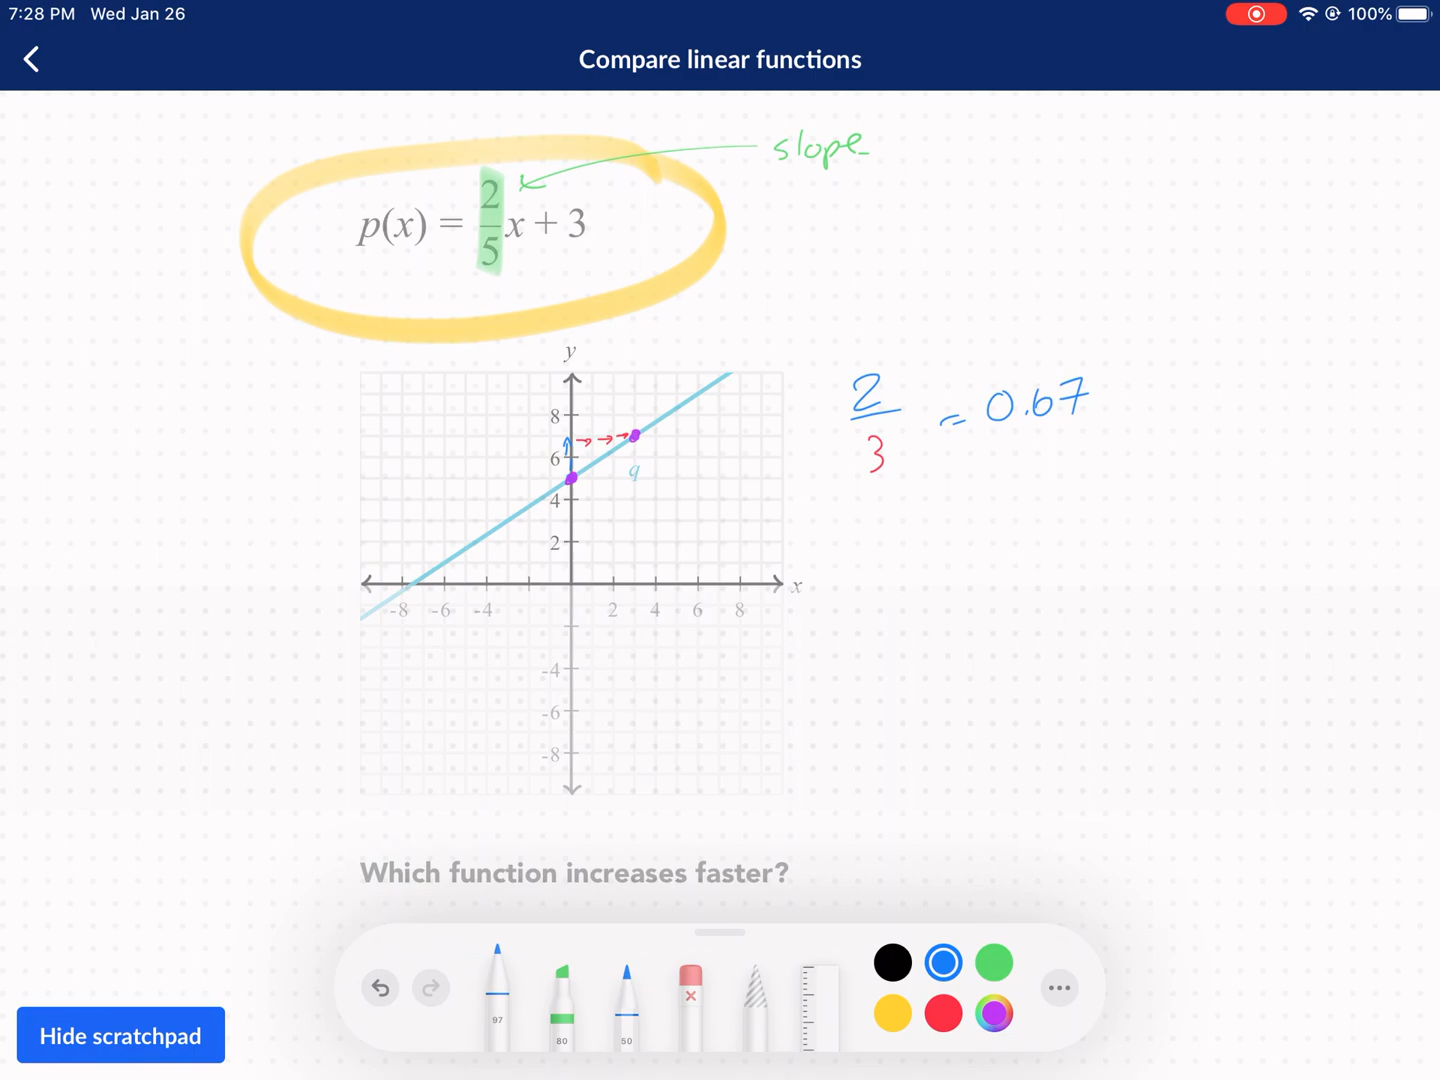 7:28 PM Wed Jan 26
100%
Compare linear functions
slope
p(x) = 2/5 x + 3
y
8
6
4
2
q
2/3 = 0.67
x
-8 -6 -4 2 4 6 8
-4
-6
-8
Which function increases faster?
97
80
50
Hide scratchpad